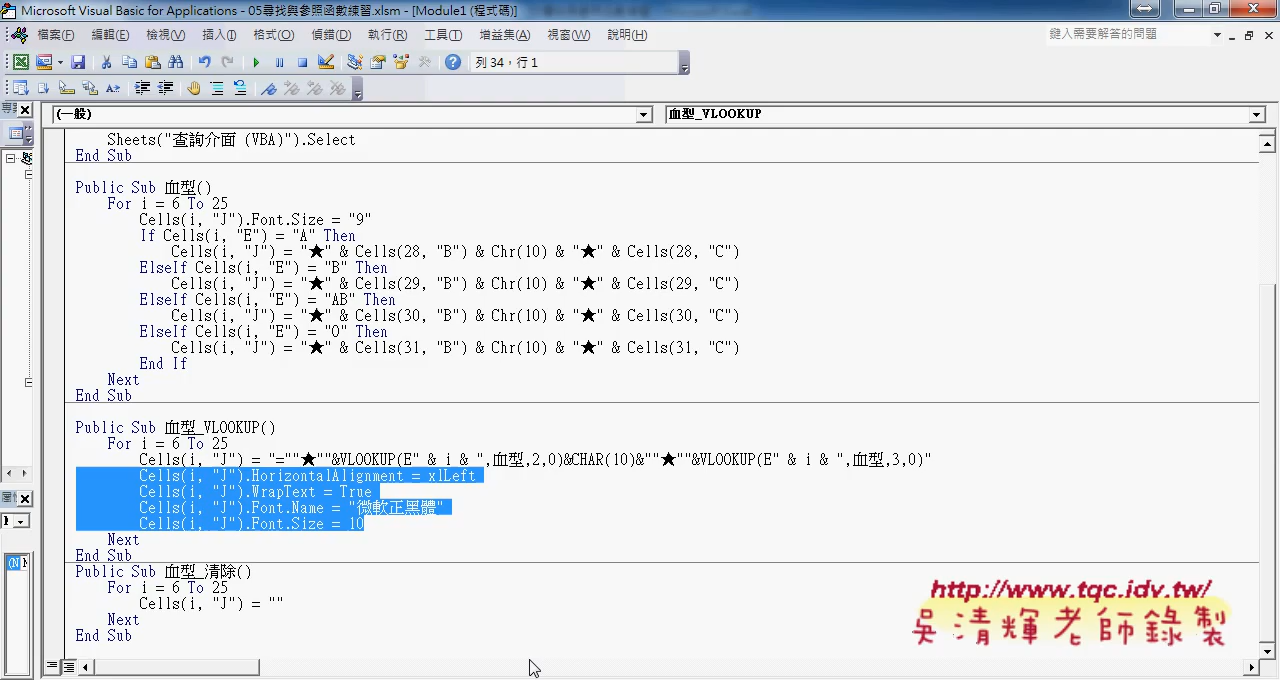 Microsoft Visual Basic for Applications - 05尋找與參照函數練習.xlsm - [Module1 (程式碼)]
檔案(F) 編輯(E) 檢視(V) 插入(I) 格式(O) 偵錯(D) 執行(R) 工具(T) 增益集(A) 視窗(W) 說明(H) 鍵入需要解答的問題
列 34，行 1
(一般) 血型_VLOOKUP
Sheets("查詢介面 (VBA)").Select
End Sub
Public Sub 血型()
For i = 6 To 25
Cells(i, "J").Font.Size = "9"
If Cells(i, "E") = "A" Then
Cells(i, "J") = "★" & Cells(28, "B") & Chr(10) & "★" & Cells(28, "C")
ElseIf Cells(i, "E") = "B" Then
Cells(i, "J") = "★" & Cells(29, "B") & Chr(10) & "★" & Cells(29, "C")
ElseIf Cells(i, "E") = "AB" Then
Cells(i, "J") = "★" & Cells(30, "B") & Chr(10) & "★" & Cells(30, "C")
ElseIf Cells(i, "E") = "O" Then
Cells(i, "J") = "★" & Cells(31, "B") & Chr(10) & "★" & Cells(31, "C")
End If
Next
End Sub
Public Sub 血型_VLOOKUP()
For i = 6 To 25
Cells(i, "J") = "=""★""&VLOOKUP(E" & i & ",血型,2,0)&CHAR(10)&""★""&VLOOKUP(E" & i & ",血型,3,0)"
Cells(i, "J").HorizontalAlignment = xlLeft
Cells(i, "J").WrapText = True
Cells(i, "J").Font.Name = "微軟正黑體"
Cells(i, "J").Font.Size = 10
Next
End Sub
Public Sub 血型_清除()
For i = 6 To 25
Cells(i, "J") = ""
Next
End Sub
http://www.tqc.idv.tw/
吳清輝老師錄製